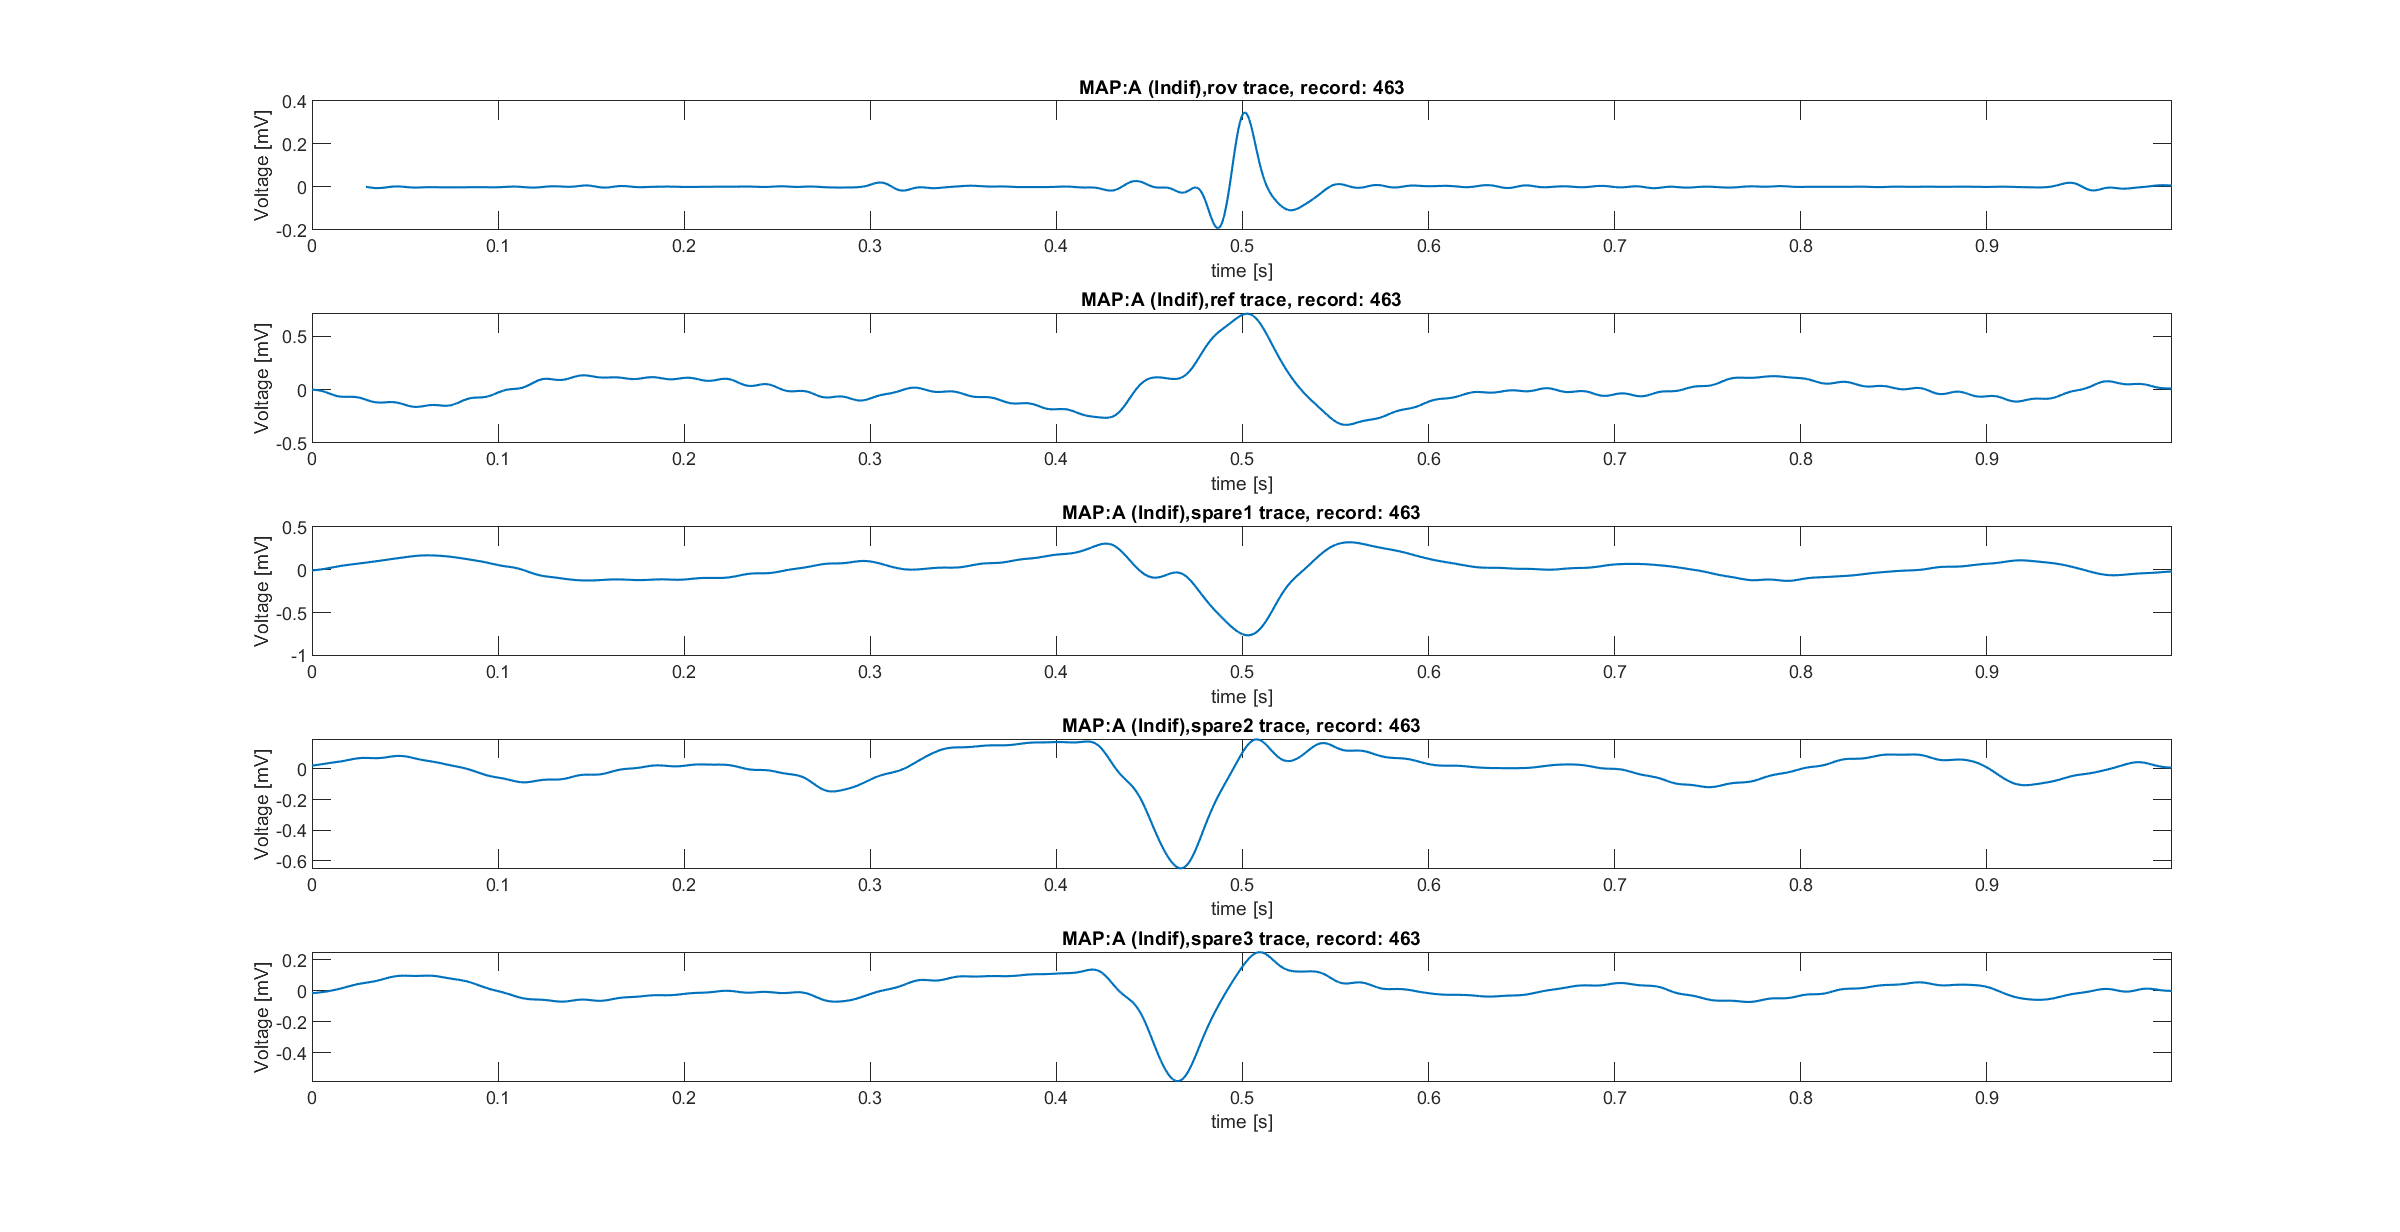 MAP:A (Indif),rov trace, record: 463
Voltage [mV]
0.4
0.2
0
-0.2
0 0.1 0.2 0.3 0.4 0.5 0.6 0.7 0.8 0.9
time [s]
MAP:A (Indif),ref trace, record: 463
Voltage [mV]
0.5
0
-0.5
0 0.1 0.2 0.3 0.4 0.5 0.6 0.7 0.8 0.9
time [s]
MAP:A (Indif),spare1 trace, record: 463
Voltage [mV]
0.5
0
-0.5
-1
0 0.1 0.2 0.3 0.4 0.5 0.6 0.7 0.8 0.9
time [s]
MAP:A (Indif),spare2 trace, record: 463
Voltage [mV]
0
-0.2
-0.4
-0.6
0 0.1 0.2 0.3 0.4 0.5 0.6 0.7 0.8 0.9
time [s]
MAP:A (Indif),spare3 trace, record: 463
Voltage [mV]
0.2
0
-0.2
-0.4
0 0.1 0.2 0.3 0.4 0.5 0.6 0.7 0.8 0.9
time [s]